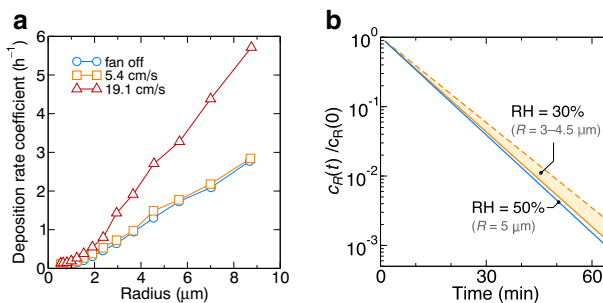 a
Deposition rate coefficient (h⁻¹)
6
5
4
3
2
1
0
fan off
5.4 cm/s
19.1 cm/s
0 2 4 6 8 10
Radius (µm)
b
c_R(t) /c_R(0)
10⁰
10⁻¹
10⁻²
10⁻³
RH = 30%
(R = 3–4.5 µm)
RH = 50%
(R = 5 µm)
0 30 60
Time (min)